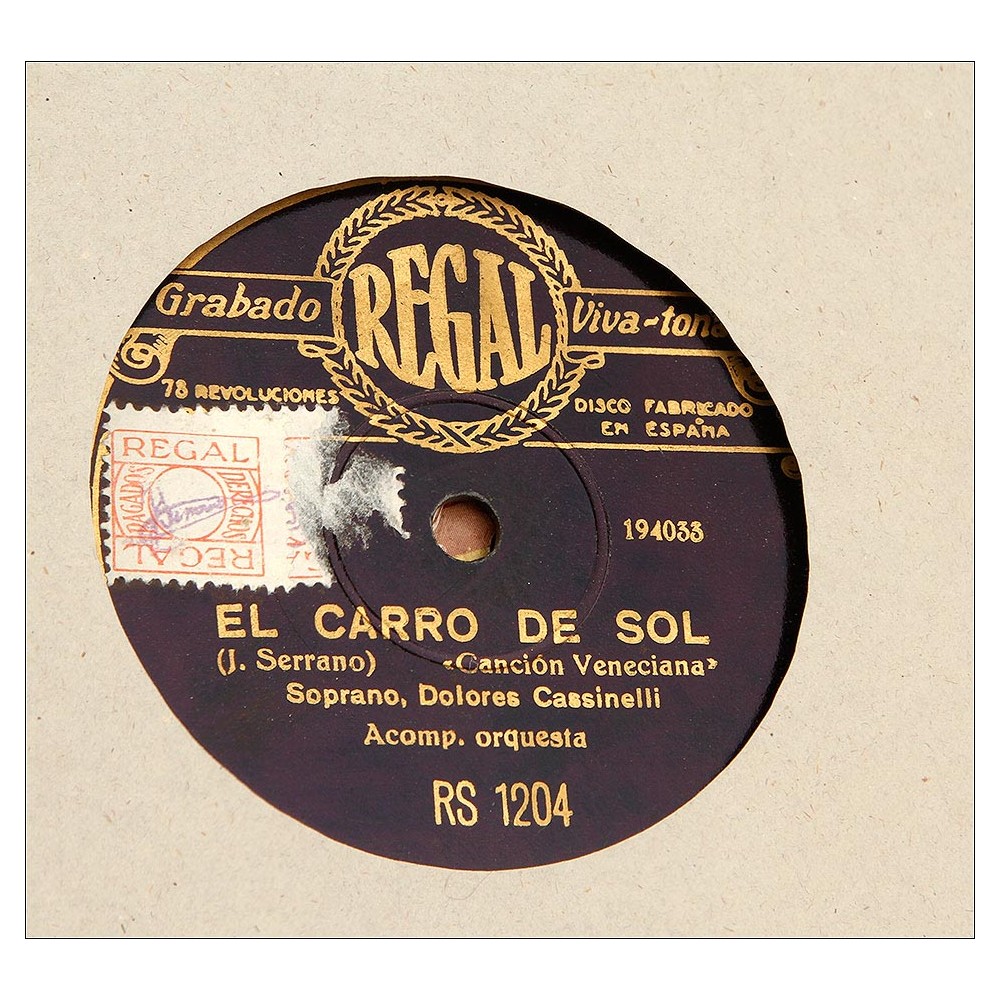 REGAL
Grabado
Viva-tona
78 REVOLUCIONES
DISCO FABRICADO
EN ESPAÑA
REGAL
PAGADOS
DERECHOS
REGAL
194033
EL CARRO DE SOL
(J. Serrano) «Canción Veneciana»
Soprano, Dolores Cassinelli
Acomp. orquesta
RS 1204